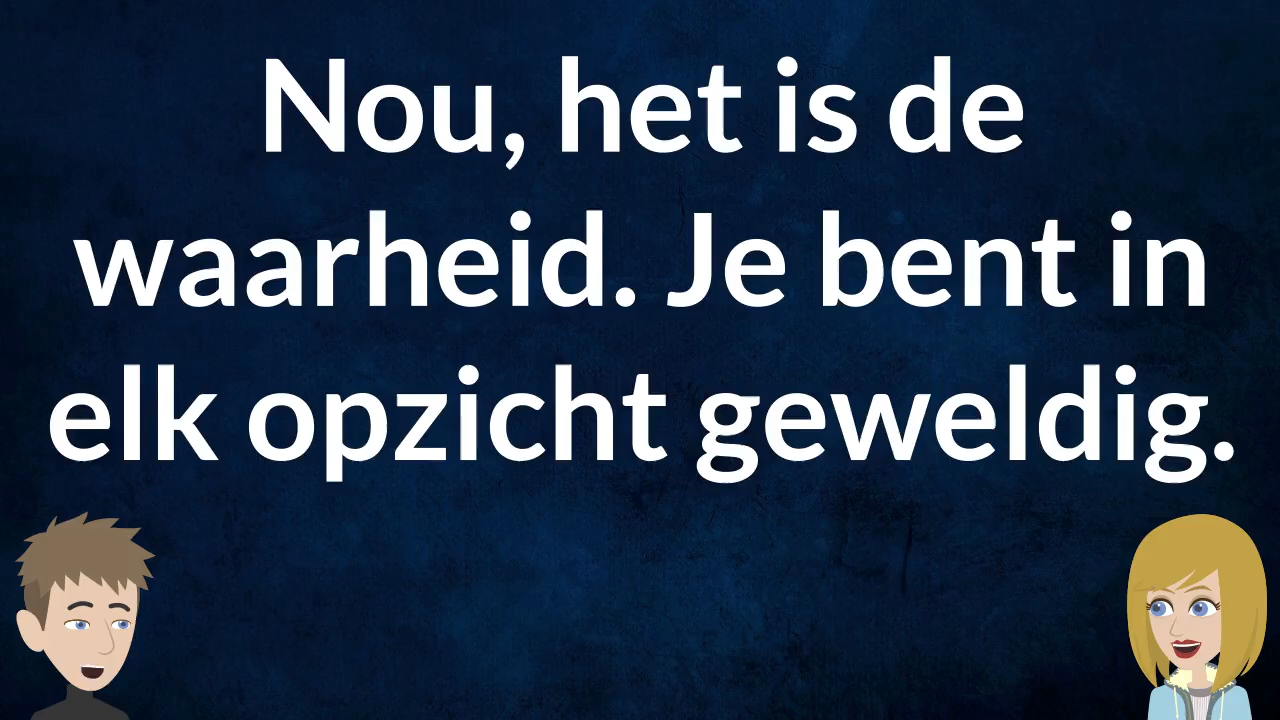 Nou, het is de
waarheid. Je bent in
elk opzicht geweldig.